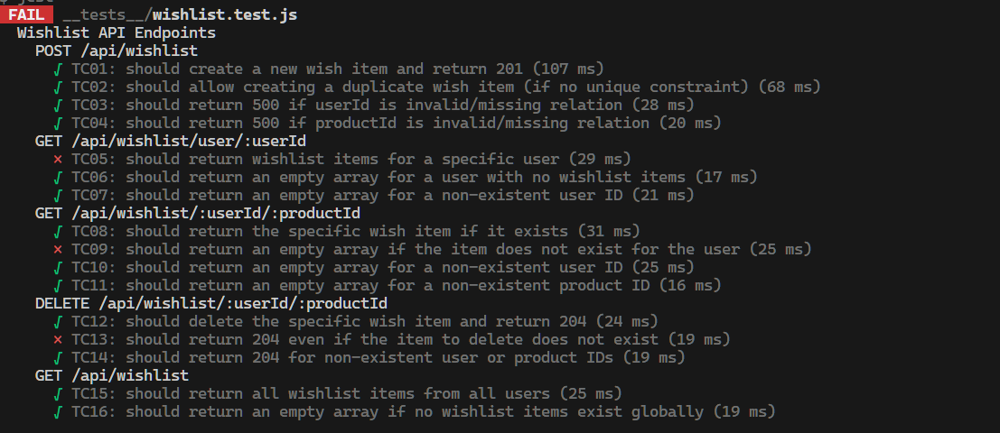 FAIL __tests__/wishlist.test.js
Wishlist API Endpoints
POST /api/wishlist
√ TC01: should create a new wish item and return 201 (107 ms)
√ TC02: should allow creating a duplicate wish item (if no unique constraint) (68 ms)
√ TC03: should return 500 if userId is invalid/missing relation (28 ms)
√ TC04: should return 500 if productId is invalid/missing relation (20 ms)
GET /api/wishlist/user/:userId
× TC05: should return wishlist items for a specific user (29 ms)
√ TC06: should return an empty array for a user with no wishlist items (17 ms)
√ TC07: should return an empty array for a non-existent user ID (21 ms)
GET /api/wishlist/:userId/:productId
√ TC08: should return the specific wish item if it exists (31 ms)
× TC09: should return an empty array if the item does not exist for the user (25 ms)
√ TC10: should return an empty array for a non-existent user ID (25 ms)
√ TC11: should return an empty array for a non-existent product ID (16 ms)
DELETE /api/wishlist/:userId/:productId
√ TC12: should delete the specific wish item and return 204 (24 ms)
× TC13: should return 204 even if the item to delete does not exist (19 ms)
√ TC14: should return 204 for non-existent user or product IDs (19 ms)
GET /api/wishlist
√ TC15: should return all wishlist items from all users (25 ms)
√ TC16: should return an empty array if no wishlist items exist globally (19 ms)